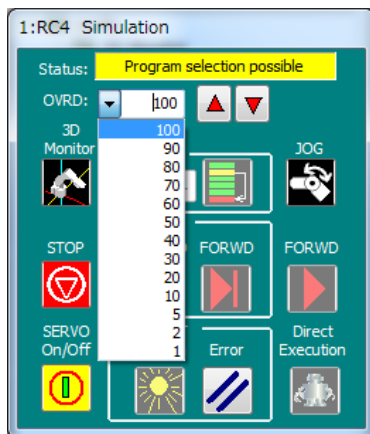 1:RC4 Simulation
Status: Program selection possible
OVRD: 100
3D
Monitor
JOG
100
90
80
70
60
50
40
30
20
10
5
2
1
STOP FORWD FORWD
SERVO
On/Off
Error
Direct
Execution